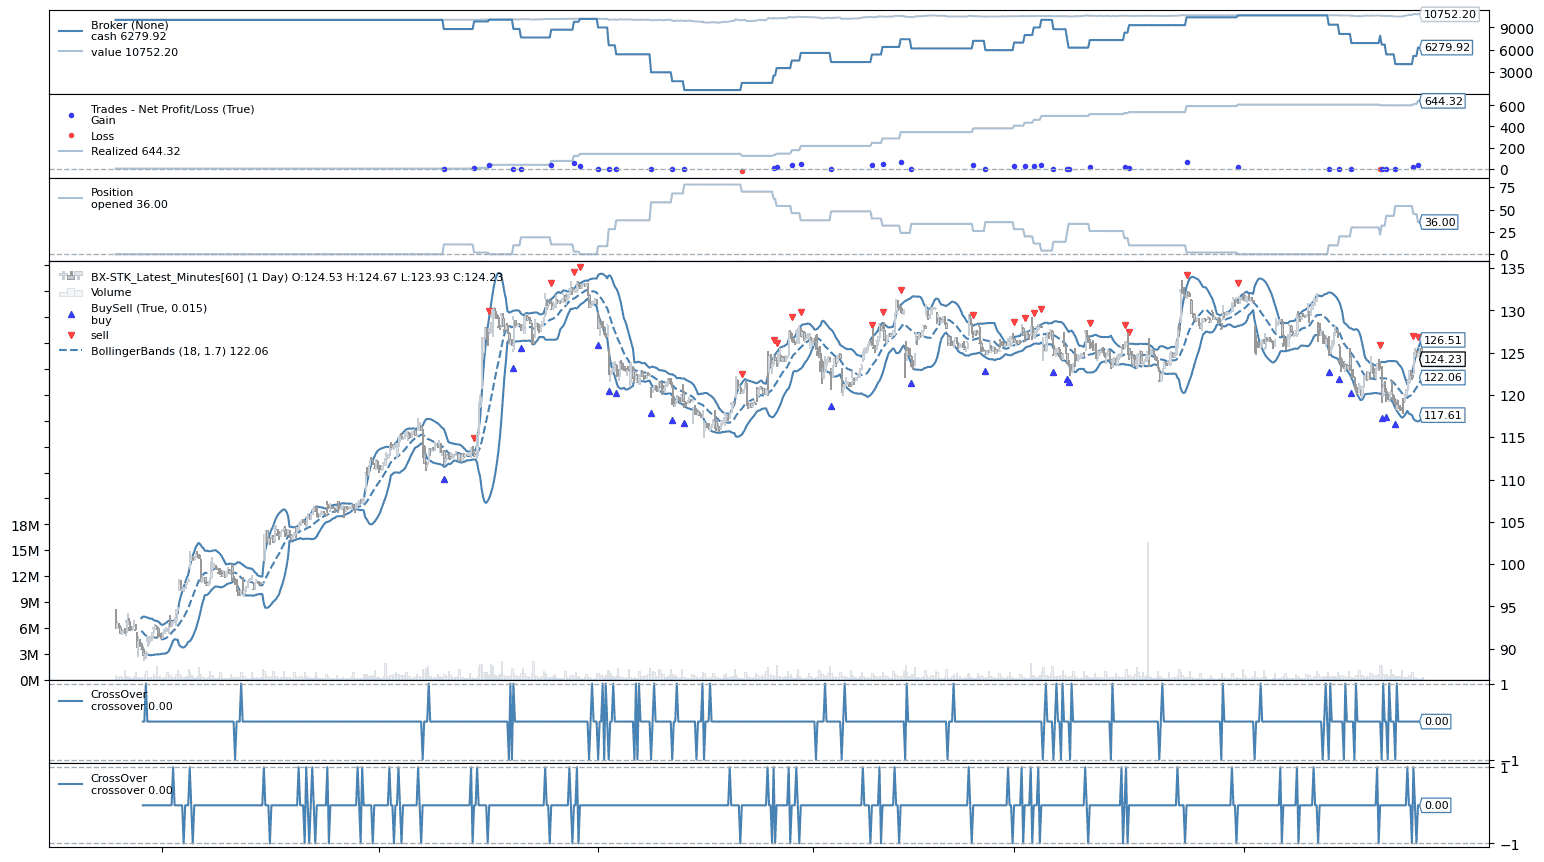 Broker (None)
cash 6279.92
value 10752.20
10752.20
9000
6279.92
6000
3000
Trades - Net Profit/Loss (True)
Gain
Loss
Realized 644.32
644.32
600
400
200
0
Position
opened 36.00
75
50
36.00
25
0
BX-STK_Latest_Minutes[60] (1 Day) O:124.53 H:124.67 L:123.93 C:124.23
Volume
BuySell (True, 0.015)
buy
sell
BollingerBands (18, 1.7) 122.06
135
130
126.51
125
124.23
122.06
120
117.61
115
110
105
100
95
90
18M
15M
12M
9M
6M
3M
0M
CrossOver
crossover 0.00
1
0.00
−1
CrossOver
crossover 0.00
1
0.00
−1